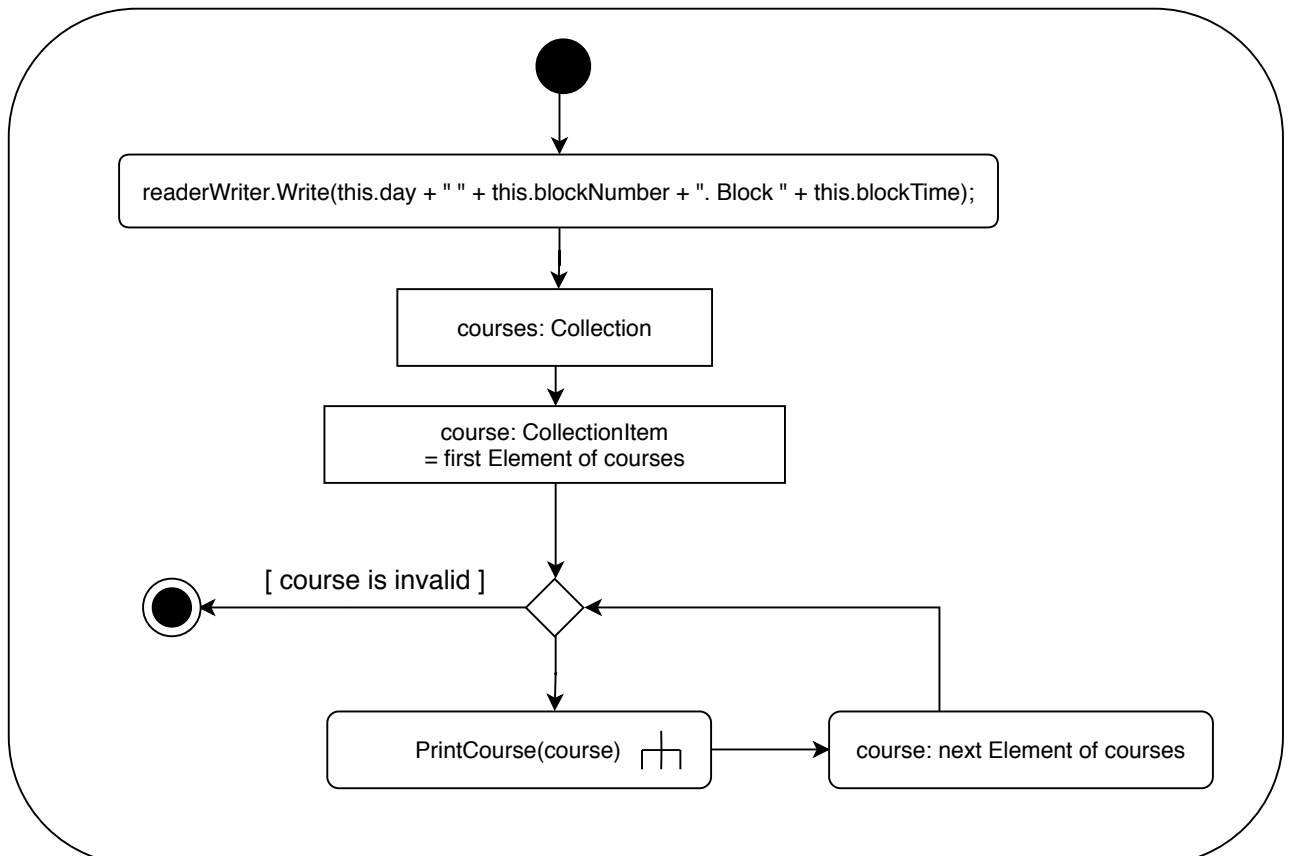 readerWriter.Write(this.day + " " + this.blockNumber + ". Block " + this.blockTime);
courses: Collection
course: CollectionItem
= first Element of courses
[ course is invalid ]
PrintCourse(course)
course: next Element of courses